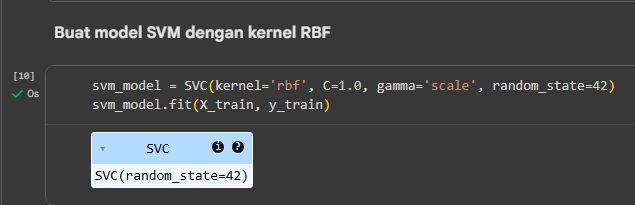 Buat model SVM dengan kernel RBF
[10]
0s
svm_model = SVC(kernel='rbf', C=1.0, gamma='scale', random_state=42)
svm_model.fit(X_train, y_train)
SVC i ?
SVC(random_state=42)